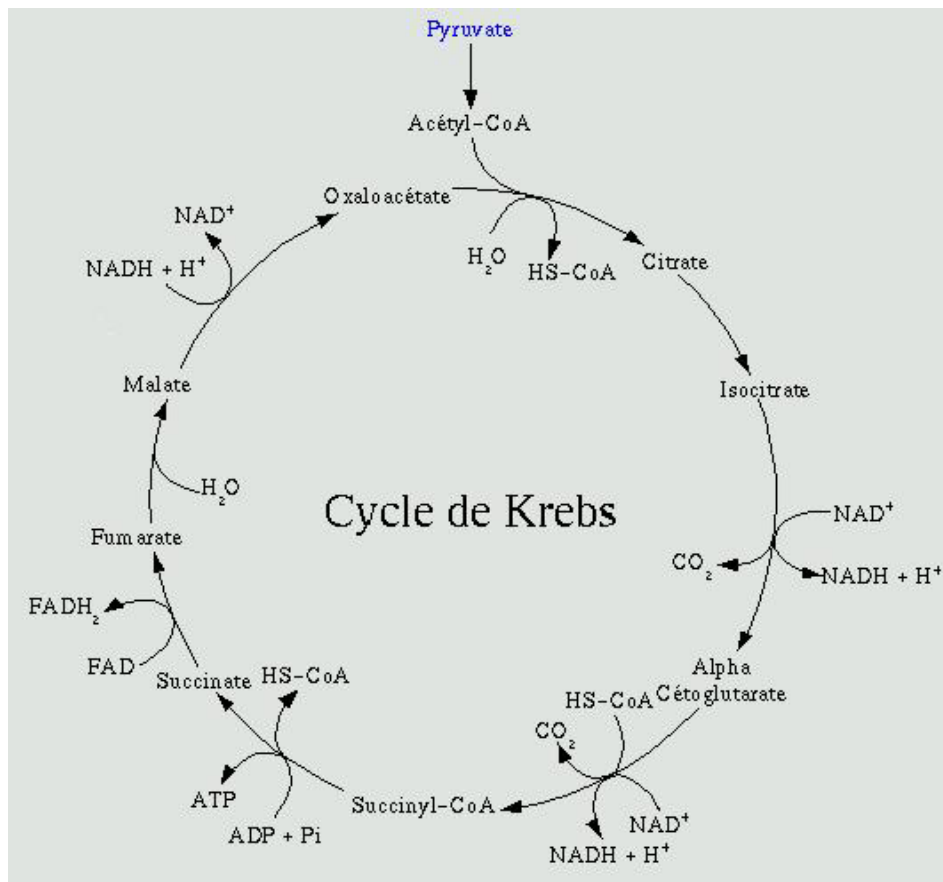 Pyruvate
Acétyl-CoA
Oxaloacétate
H₂O
HS-CoA
Citrate
NAD⁺
NADH + H⁺
Malate
Isocitrate
H₂O
Cycle de Krebs
NAD⁺
Fumarate
CO₂
NADH + H⁺
FADH₂
FAD
Succinate
HS-CoA
Alpha
Cétoglutarate
HS-CoA
CO₂
ATP
ADP + Pi
Succinyl-CoA
NAD⁺
NADH + H⁺